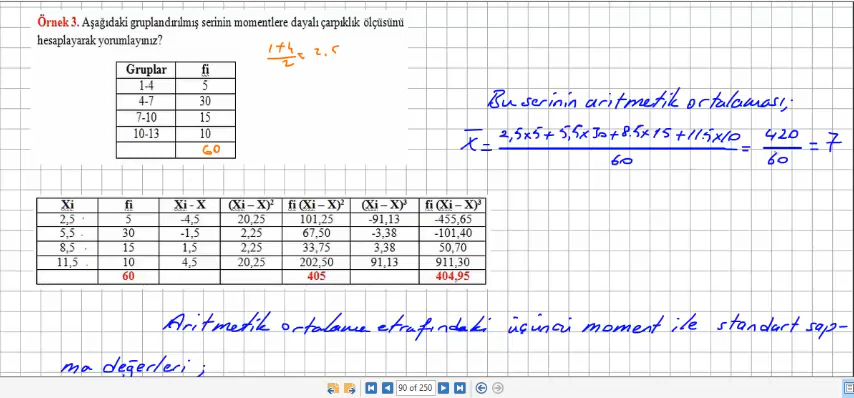 Örnek 3. Aşağıdaki gruplandırılmış serinin momentlere dayalı çarpıklık ölçüsünü
hesaplayarak yorumlayınız?
1+4/2 = 2.5
Gruplar fi
1-4 5
4-7 30
7-10 15
10-13 10
60
Bu serinin aritmetik ortalaması;
X̄ = 2,5x5+5,5x30+8.5x15+11.5x10/60 = 420/60 = 7
Xi fi Xi - X (Xi – X)² fi (Xi – X)² (Xi – X)³ fi (Xi – X)³
2,5 5 -4,5 20,25 101,25 -91,13 -455,65
5,5 30 -1,5 2,25 67,50 -3,38 -101,40
8,5 15 1,5 2,25 33,75 3,38 50,70
11,5 10 4,5 20,25 202,50 91,13 911,30
60 405 404,95
Aritmetik ortalama etrafındaki üçüncü moment ile standart sap-
ma değerleri;
90 of 250